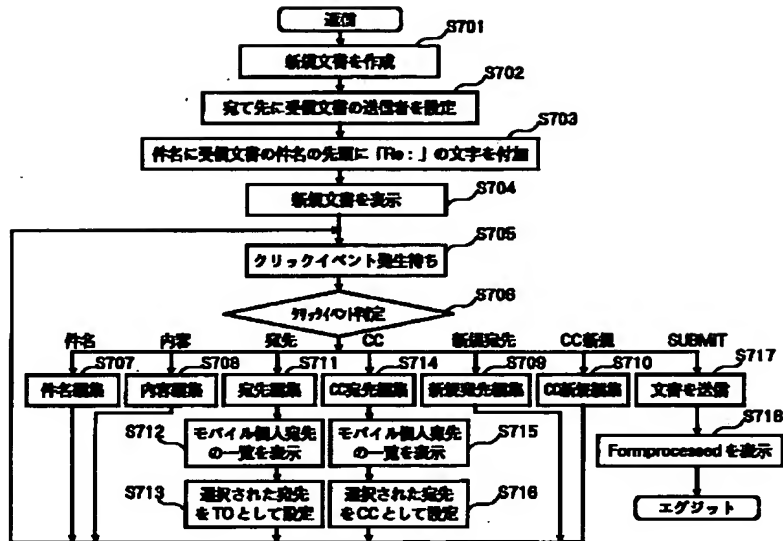 返信
S701
新規文書を作成
S702
宛て先に受信文書の送信者を設定
S703
件名に受信文書の件名の先頭に「Re：」の文字を付加
S704
新規文書を表示
S705
クリックイベント発生待ち
S706
クリックイベント判定
件名 内容 宛先 CC 新規宛先 CC新規 SUBMIT
S707 S708 S711 S714 S709 S710 S717
件名編集 内容編集 宛先編集 CC宛先編集 新規宛先編集 CC新規編集 文書を送信
S712 S715 S718
モバイル個人宛先 モバイル個人宛先
の一覧を表示 の一覧を表示
Formprocessed を表示
S713 S716
選択された宛先 選択された宛先
をTOとして設定 をCCとして設定
エグジット